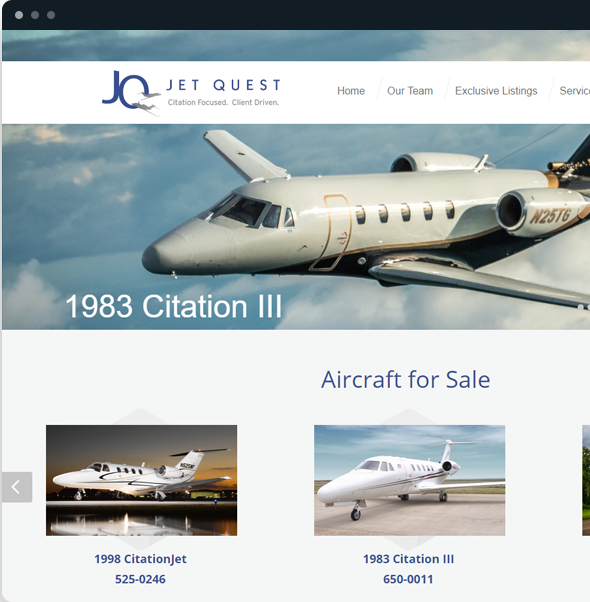 JQ JET QUEST
Citation Focused. Client Driven.
Home Our Team Exclusive Listings
N25TG
1983 Citation III
Aircraft for Sale
1998 CitationJet 1983 Citation III
525-0246 650-0011